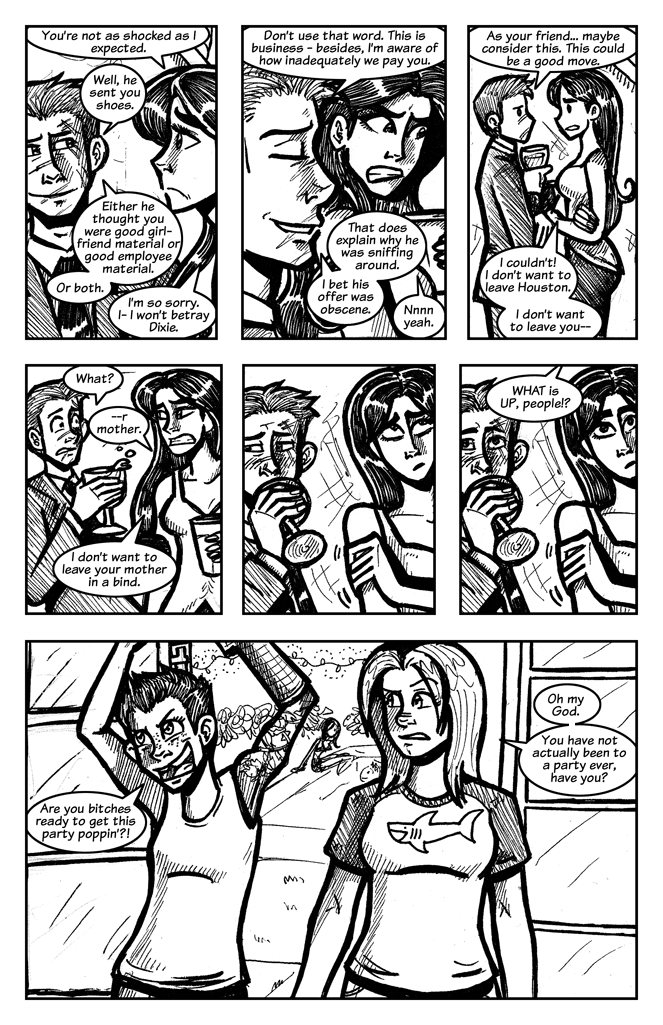 You're not as shocked as I
expected.
Well, he
sent you
shoes.
Either he
thought you
were good girl-
friend material or
good employee
material.
Or both.
I'm so sorry.
I- I won't betray
Dixie.
Don't use that word. This is
business - besides, I'm aware of
how inadequately we pay you.
That does
explain why he
was sniffing
around.
I bet his
offer was
obscene.
Nnnn
yeah.
As your friend... maybe
consider this. This could
be a good move.
I couldn't!
I don't want to
leave Houston.
I don't want
to leave you--
What?
--r
mother.
I don't want to
leave your mother
in a bind.
WHAT is
UP, people!?
Are you bitches
ready to get this
party poppin'?!
Oh my
God.
You have not
actually been to
a party ever,
have you?